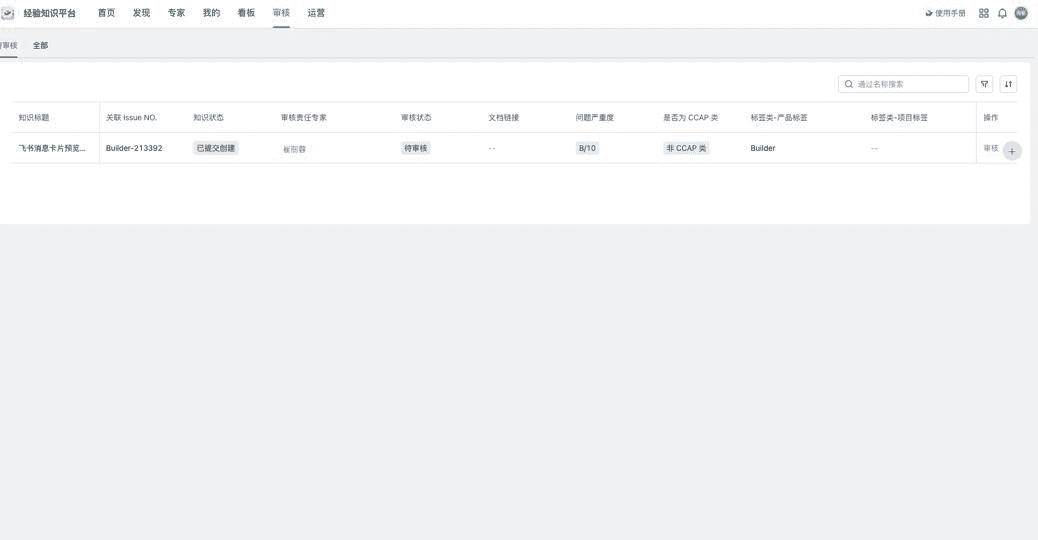 经验知识平台 首页 发现 专家 我的 看板 审核 运营 使用手册
待审核 全部
通过名称搜索
知识标题 关联 Issue NO. 知识状态 审核责任专家 审核状态 文档链接 问题严重度 是否为 CCAP 类 标签类-产品标签 标签类-项目标签 操作
飞书消息卡片预览... Builder-213392 已提交创建 崔丽蓉 待审核 -- B/10 非 CCAP 类 Builder -- 审核